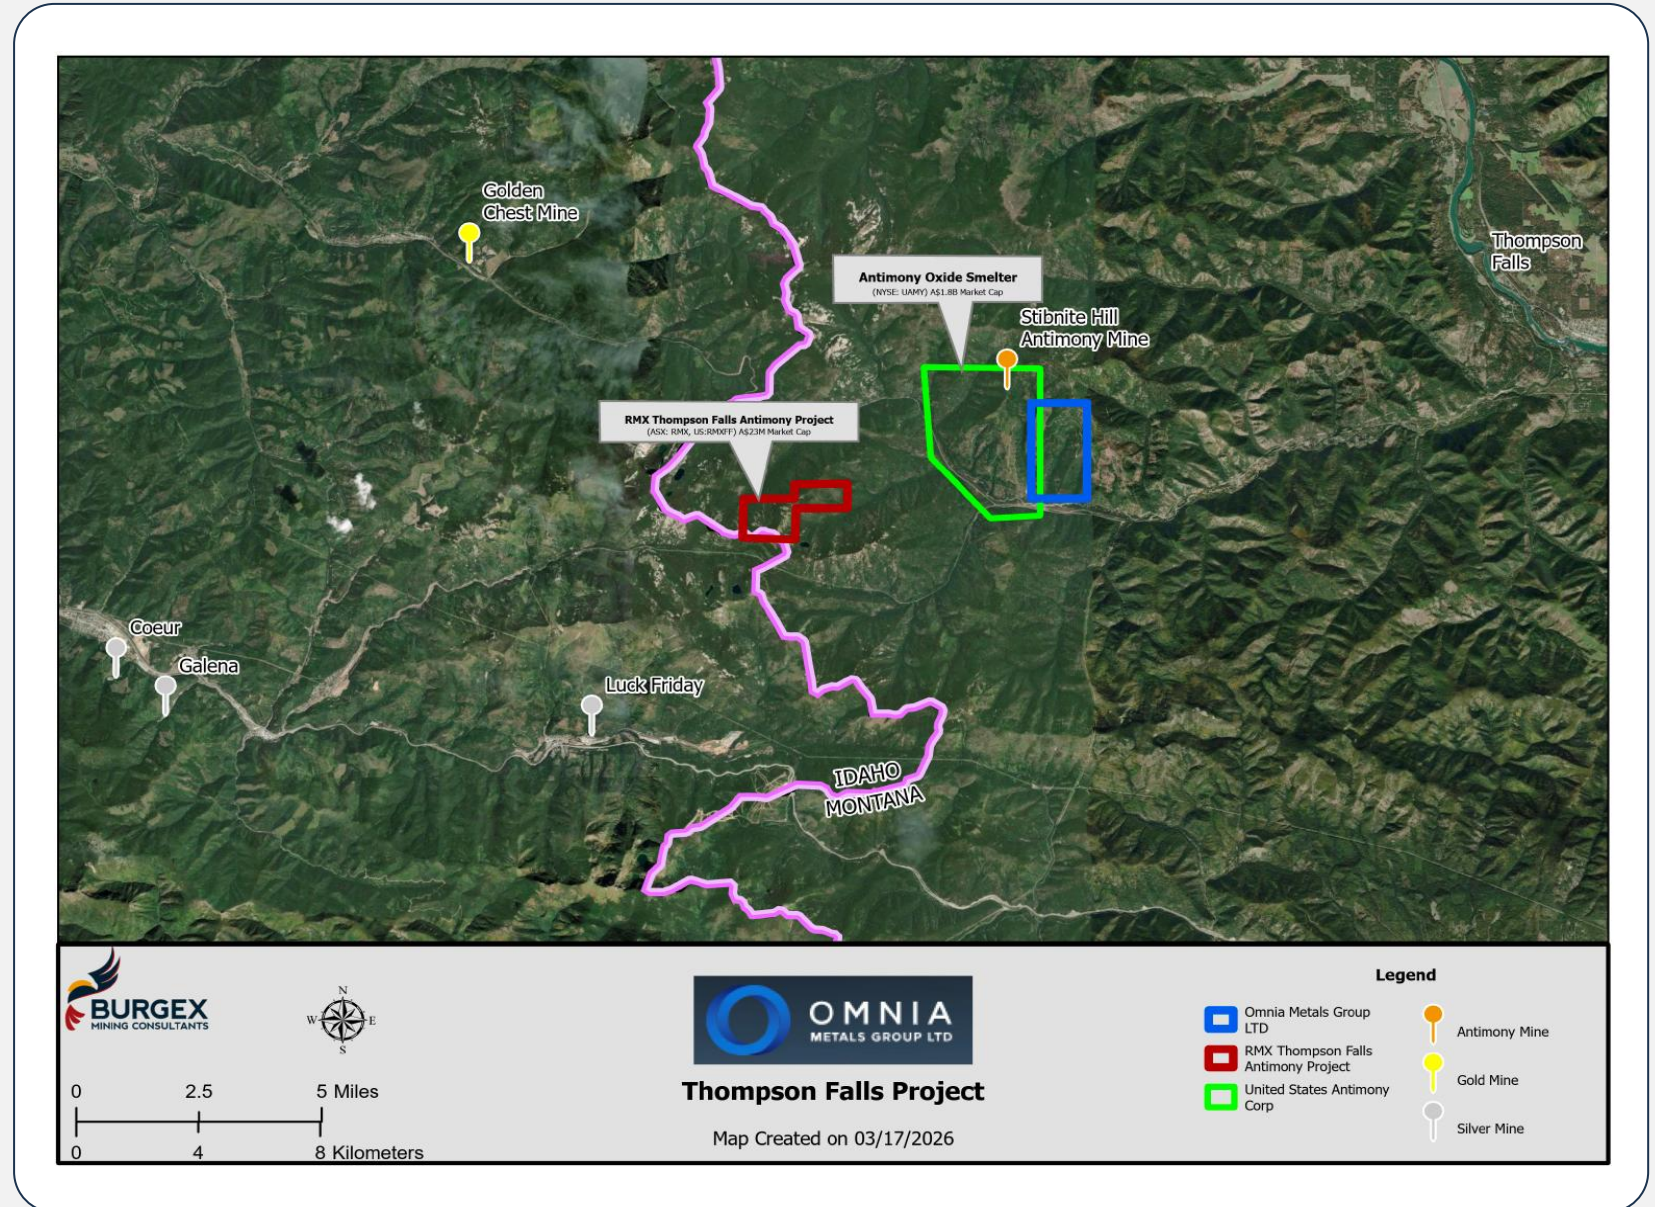 Golden
Chest Mine
Thompson
Falls
Antimony Oxide Smelter
(NYSE: UAMY) A$1.8B Market Cap
Stibnite Hill
Antimony Mine
RMX Thompson Falls Antimony Project
(ASX: RMX, US:RMXFF) A$23M Market Cap
Coeur
Galena
Luck Friday
IDAHO
MONTANA
BURGEX
MINING CONSULTANTS
N
W E
S
0 2.5 5 Miles
0 4 8 Kilometers
OMNIA
METALS GROUP LTD
Thompson Falls Project
Map Created on 03/17/2026
Legend
Omnia Metals Group
LTD
RMX Thompson Falls
Antimony Project
United States Antimony
Corp
Antimony Mine
Gold Mine
Silver Mine